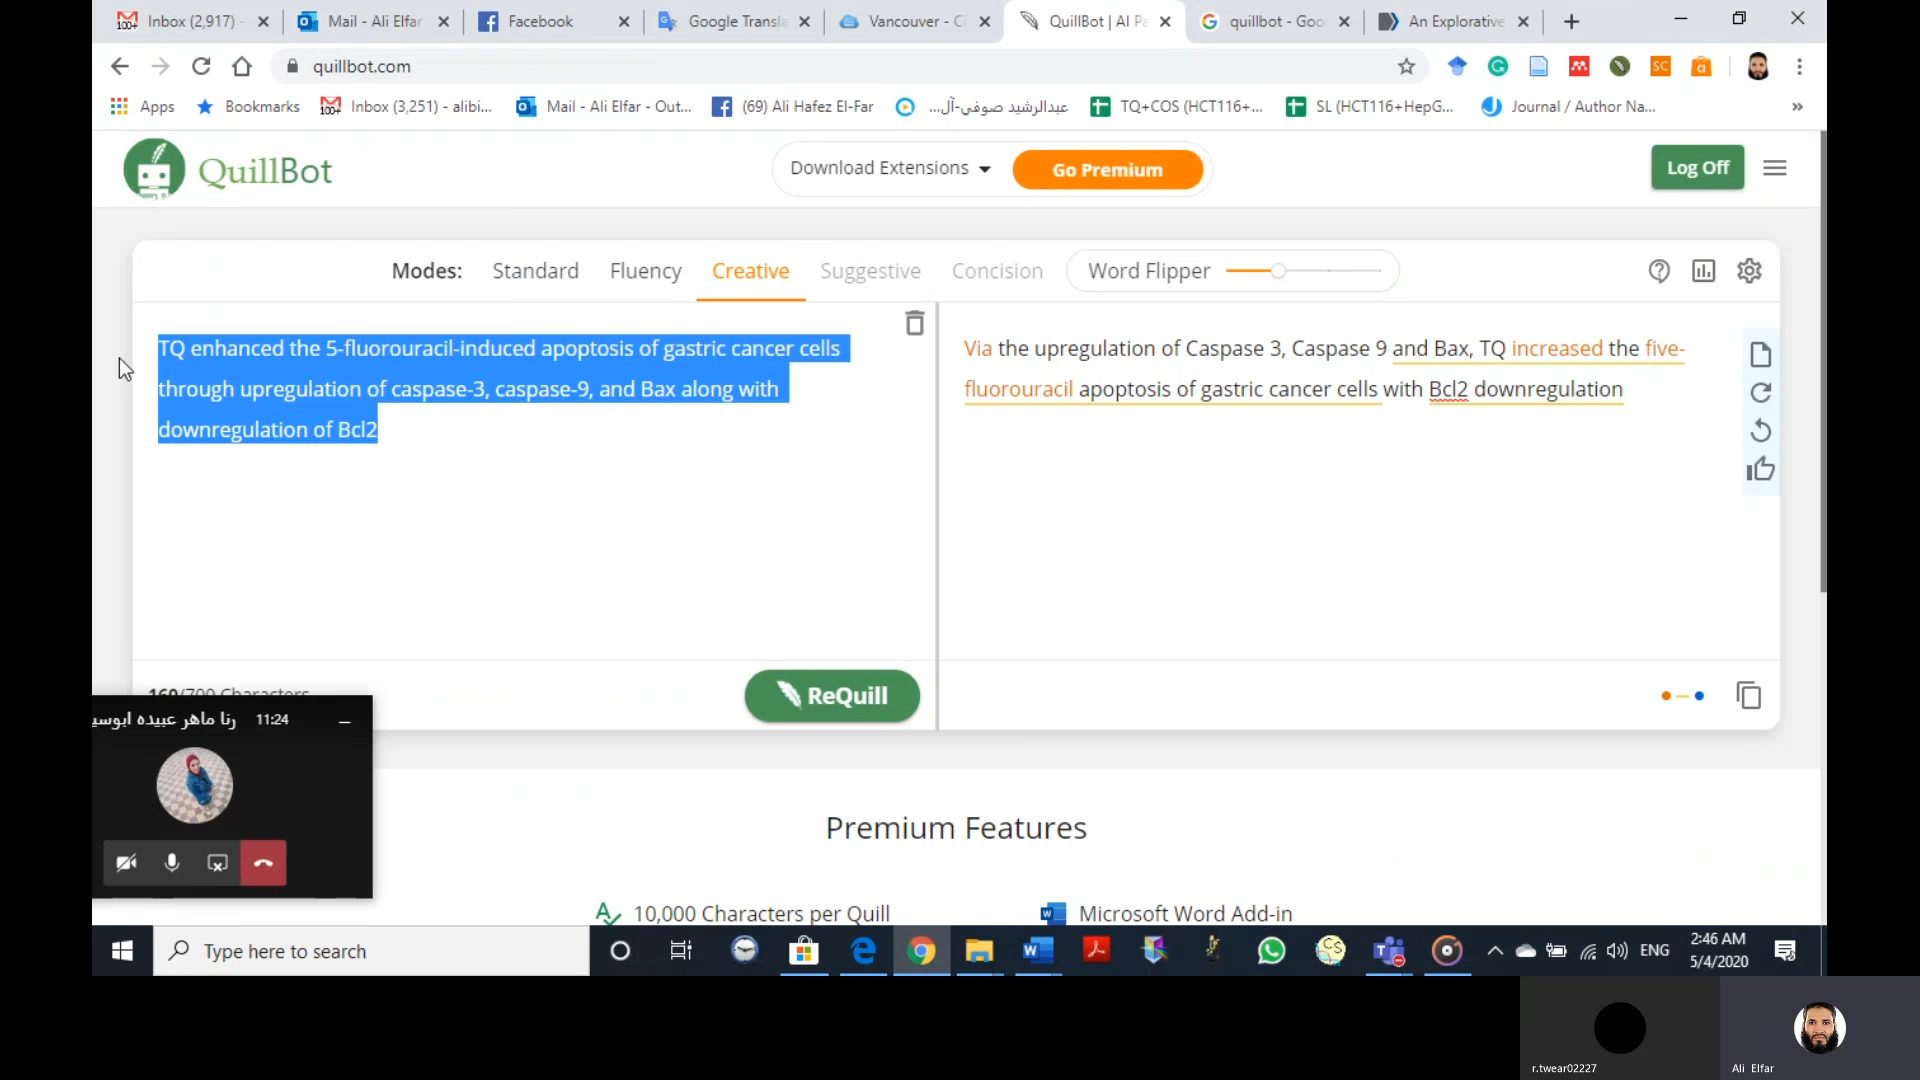 Inbox (2,917) -
Mail - Ali Elfar
Facebook
Google Transla
Vancouver - Ci
QuillBot | AI Pa
quillbot - Goo
An Explorative
quillbot.com
Apps
Bookmarks
Inbox (3,251) - alibi...
Mail - Ali Elfar - Out...
(69) Ali Hafez El-Far
عبدالرشيد صوفي-آل...
TQ+COS (HCT116+...
SL (HCT116+HepG...
Journal / Author Na...
QuillBot
Download Extensions
Go Premium
Log Off
Modes:
Standard
Fluency
Creative
Suggestive
Concision
Word Flipper
TQ enhanced the 5-fluorouracil-induced apoptosis of gastric cancer cells
through upregulation of caspase-3, caspase-9, and Bax along with
downregulation of Bcl2
Via the upregulation of Caspase 3, Caspase 9 and Bax, TQ increased the five-
fluorouracil apoptosis of gastric cancer cells with Bcl2 downregulation
160/700 Characters
ReQuill
رنا ماهر عبيده ابوسي
11:24
Premium Features
10,000 Characters per Quill
Microsoft Word Add-in
Type here to search
ENG
2:46 AM
5/4/2020
r.twear02227
Ali Elfar